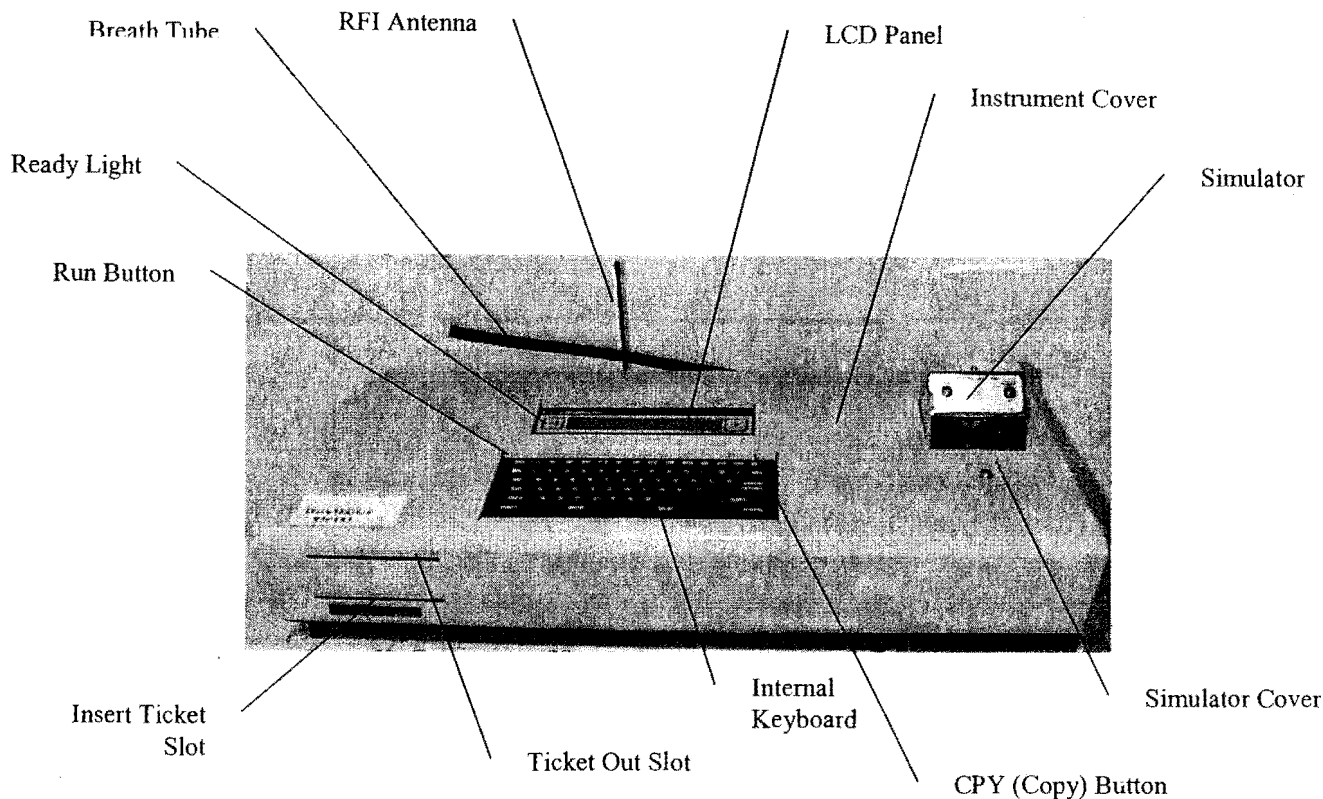 RFI Antenna
Breath Tube
LCD Panel
Instrument Cover
Ready Light
Simulator
Run Button
Internal
Keyboard
Insert Ticket
Slot
Simulator Cover
Ticket Out Slot
CPY (Copy) Button